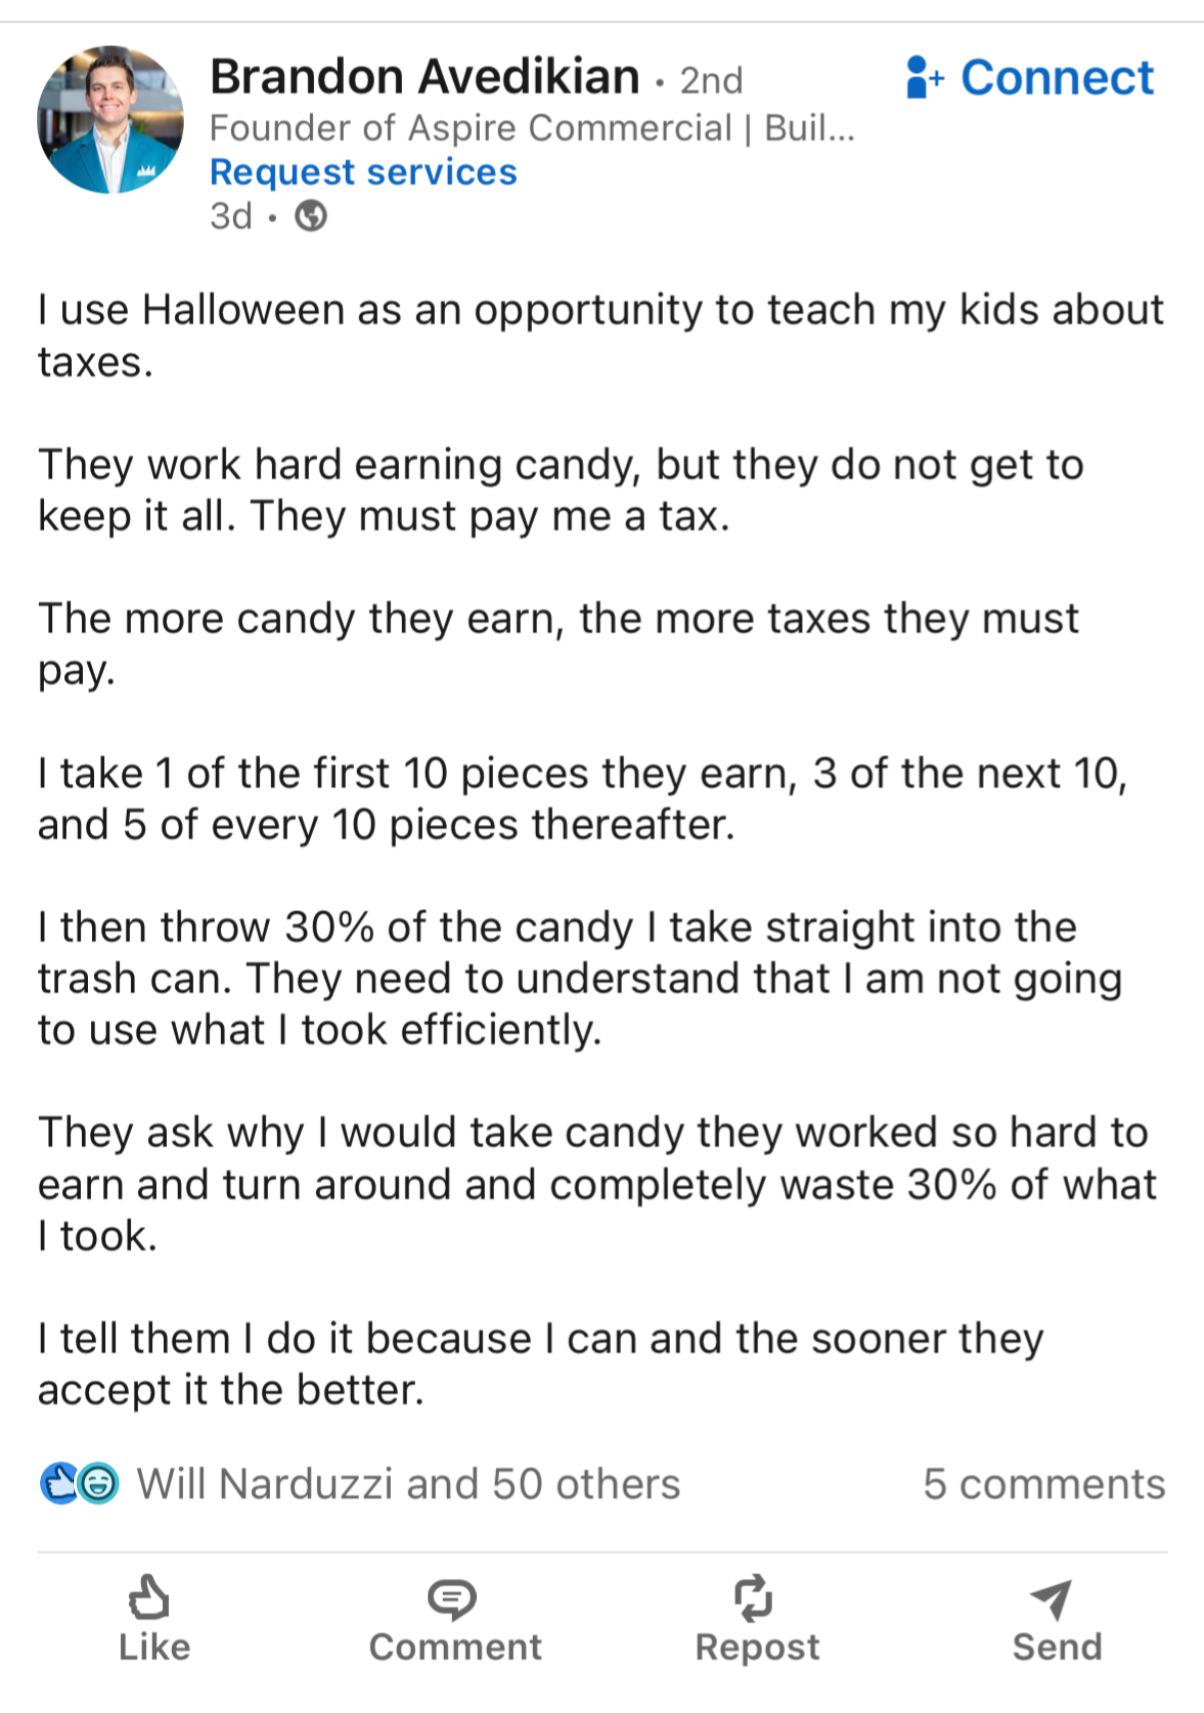 Brandon Avedikian · 2nd
Connect
Founder of Aspire Commercial | Buil...
Request services
3d ·
I use Halloween as an opportunity to teach my kids about
taxes.
They work hard earning candy, but they do not get to
keep it all. They must pay me a tax.
The more candy they earn, the more taxes they must
pay.
I take 1 of the first 10 pieces they earn, 3 of the next 10,
and 5 of every 10 pieces thereafter.
I then throw 30% of the candy I take straight into the
trash can. They need to understand that I am not going
to use what I took efficiently.
They ask why I would take candy they worked so hard to
earn and turn around and completely waste 30% of what
I took.
I tell them I do it because I can and the sooner they
accept it the better.
Will Narduzzi and 50 others
5 comments
Like
Comment
Repost
Send